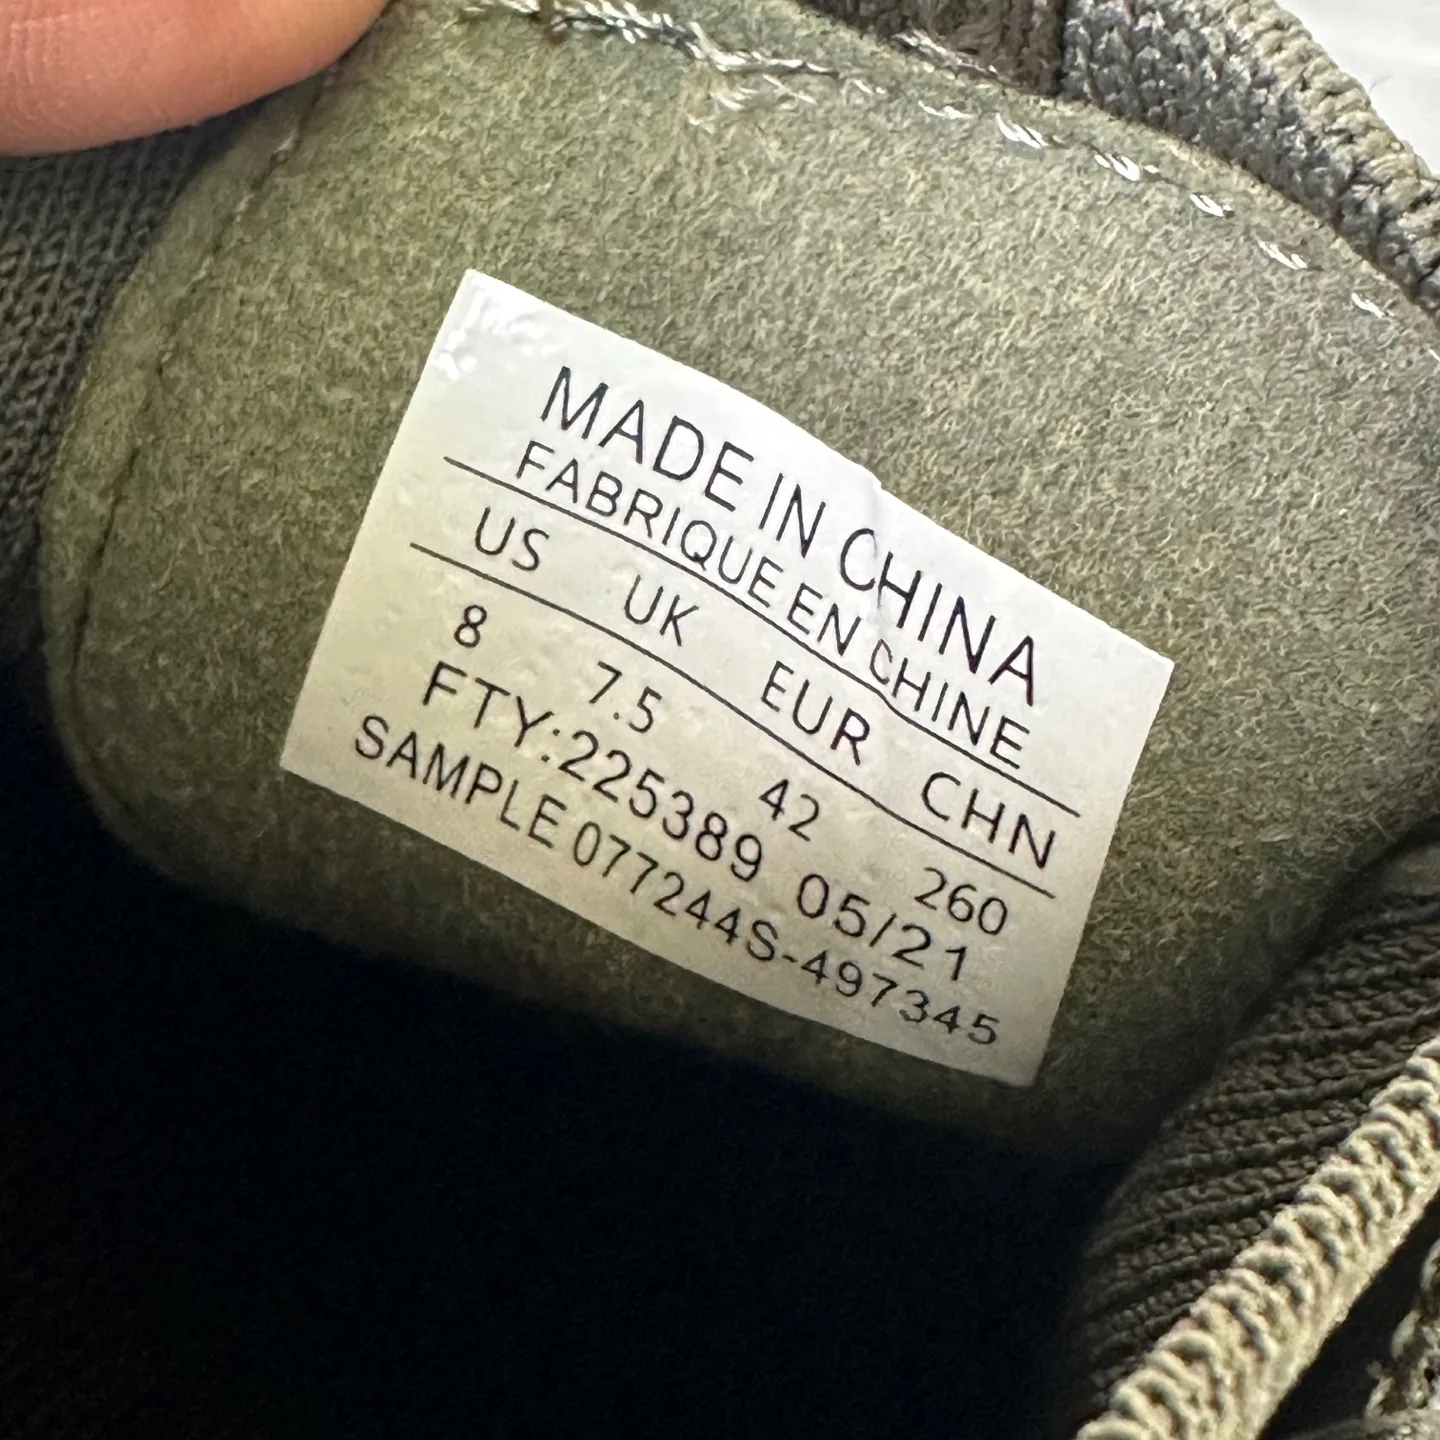 MADE IN CHINA
FABRIQUE EN CHINE
US UK EUR CHN
8 7.5 42 260
FTY:225389 05/21
SAMPLE 077244S-497345